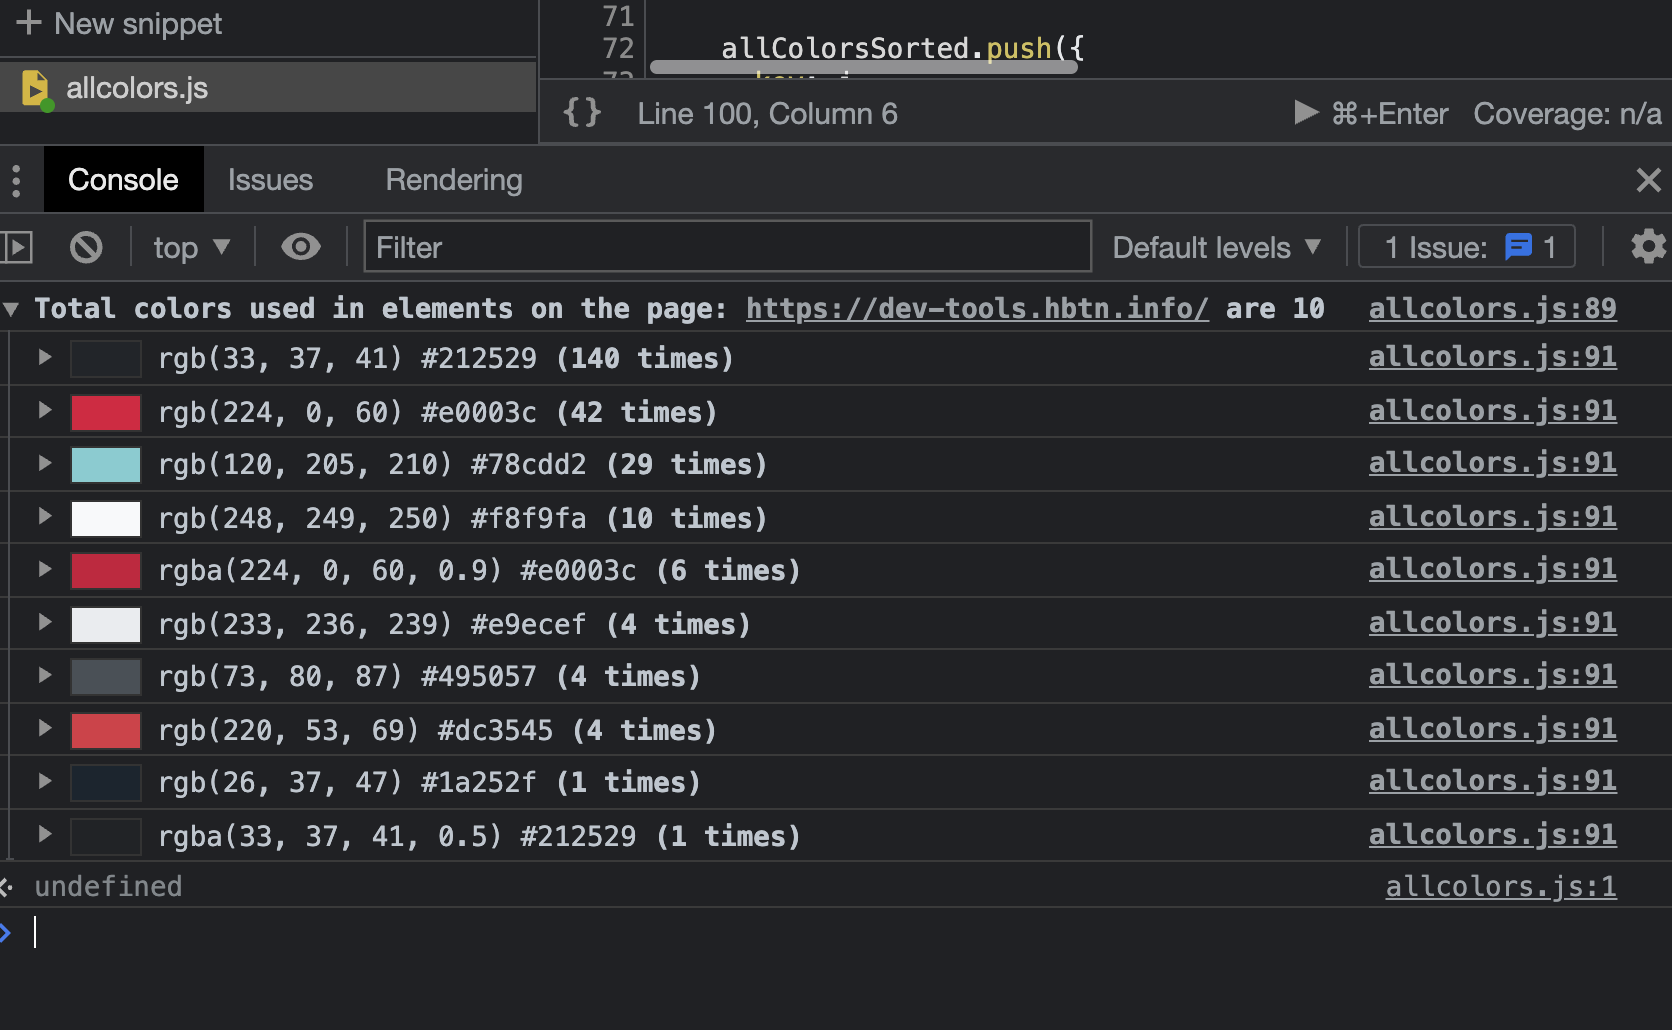 New snippet
allcolors.js
71
72 allColorsSorted.push({
{} Line 100, Column 6 ⌘+Enter Coverage: n/a
Console Issues Rendering
top Filter Default levels 1 Issue: 1
Total colors used in elements on the page: https://dev-tools.hbtn.info/ are 10 allcolors.js:89
rgb(33, 37, 41) #212529 (140 times) allcolors.js:91
rgb(224, 0, 60) #e0003c (42 times) allcolors.js:91
rgb(120, 205, 210) #78cdd2 (29 times) allcolors.js:91
rgb(248, 249, 250) #f8f9fa (10 times) allcolors.js:91
rgba(224, 0, 60, 0.9) #e0003c (6 times) allcolors.js:91
rgb(233, 236, 239) #e9ecef (4 times) allcolors.js:91
rgb(73, 80, 87) #495057 (4 times) allcolors.js:91
rgb(220, 53, 69) #dc3545 (4 times) allcolors.js:91
rgb(26, 37, 47) #1a252f (1 times) allcolors.js:91
rgba(33, 37, 41, 0.5) #212529 (1 times) allcolors.js:91
undefined allcolors.js:1